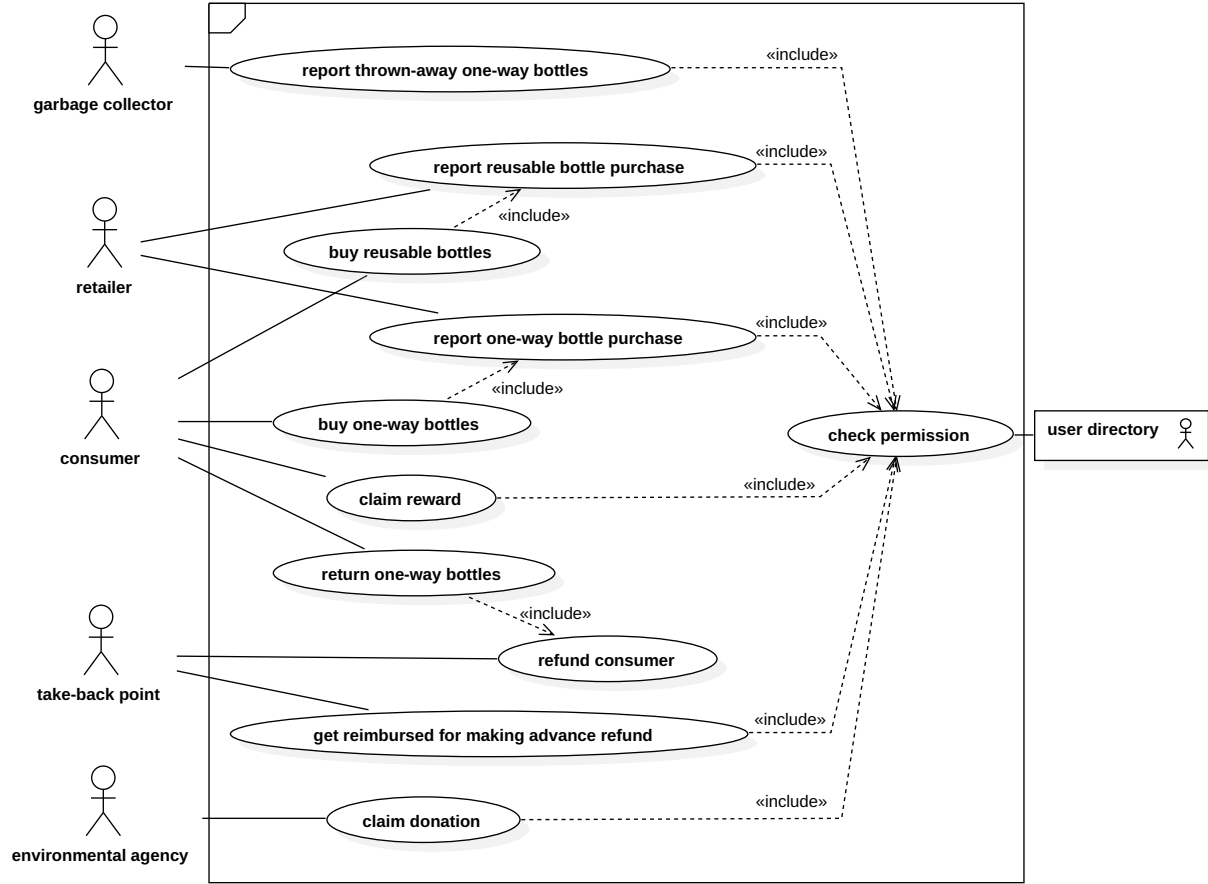 «include»
report thrown-away one-way bottles
garbage collector
«include»
report reusable bottle purchase
«include»
buy reusable bottles
retailer
«include»
report one-way bottle purchase
«include»
buy one-way bottles
user directory
check permission
consumer
«include»
claim reward
return one-way bottles
«include»
refund consumer
take-back point
«include»
get reimbursed for making advance refund
«include»
claim donation
environmental agency